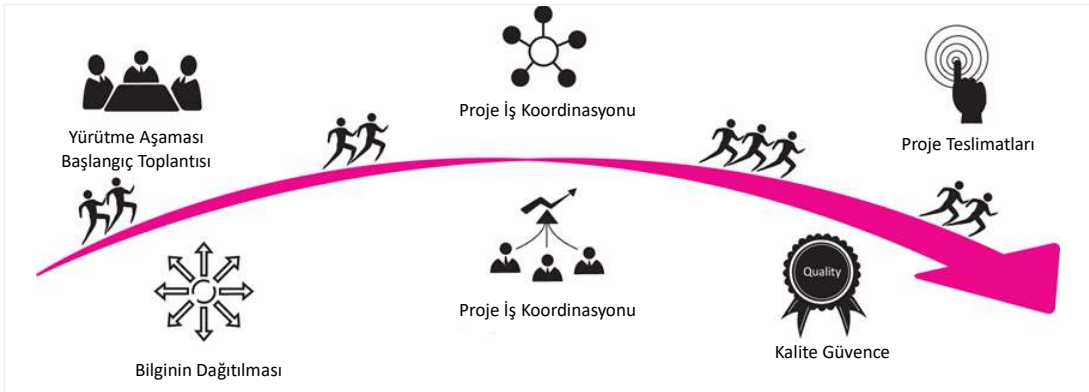 Yürütme Aşaması
Başlangıç Toplantısı
Proje İş Koordinasyonu
Proje Teslimatları
Bilginin Dağıtılması
Proje İş Koordinasyonu
Quality
Kalite Güvence